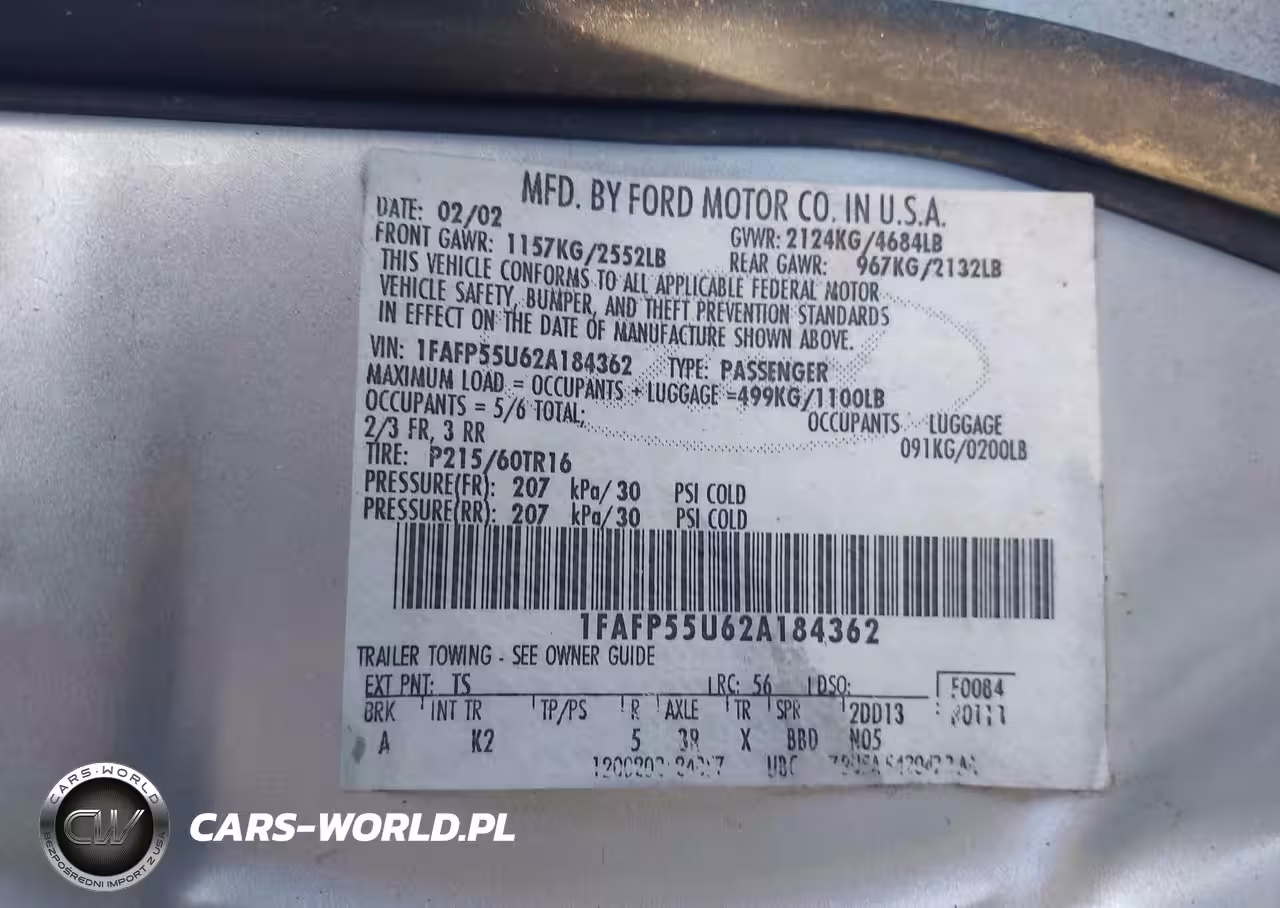 MFD. BY FORD MOTOR CO. IN U.S.A.
DATE: 02/02
GVWR: 2124KG/4684LB
FRONT GAWR: 1157KG/2552LB
REAR GAWR: 967KG/2132LB
THIS VEHICLE CONFORMS TO ALL APPLICABLE FEDERAL MOTOR
VEHICLE SAFETY, BUMPER, AND THEFT PREVENTION STANDARDS
IN EFFECT ON THE DATE OF MANUFACTURE SHOWN ABOVE.
VIN: 1FAFP55U62A184362 TYPE: PASSENGER
MAXIMUM LOAD = OCCUPANTS + LUGGAGE =499KG/1100LB
OCCUPANTS = 5/6 TOTAL; OCCUPANTS LUGGAGE
2/3 FR, 3 RR 091KG/0200LB
TIRE: P215/60TR16
PRESSURE(FR): 207 kPa/30 PSI COLD
PRESSURE(RR): 207 kPa/30 PSI COLD
1FAFP55U62A184362
TRAILER TOWING - SEE OWNER GUIDE
EXT PNT: TS RC: 56 DSO: F0084
BRK INT TR TP/PS R AXLE TR SPR 2DD13
A K2 5 3R X BBD N05
UBC
CARS-WORLD
CW
BEZPOŚREDNI IMPORT Z USA
CARS-WORLD.PL